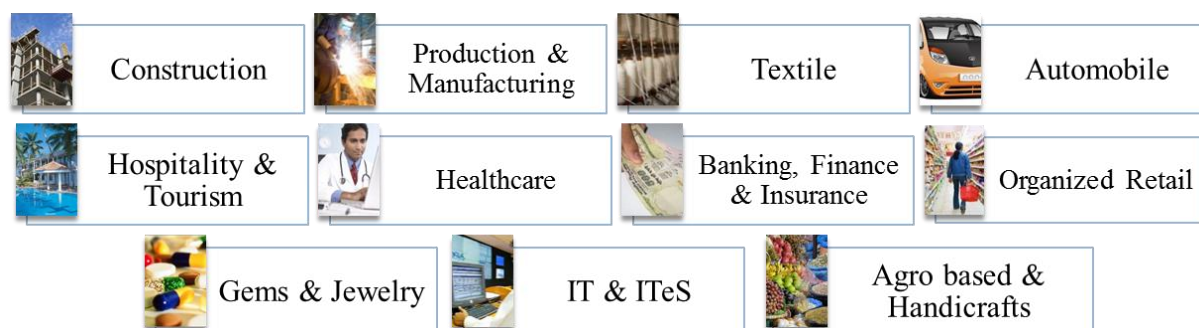 Construction
Production &
Manufacturing
Textile
Automobile
Hospitality &
Tourism
Healthcare
Banking, Finance
& Insurance
Organized Retail
Gems & Jewelry
IT & ITeS
Agro based &
Handicrafts